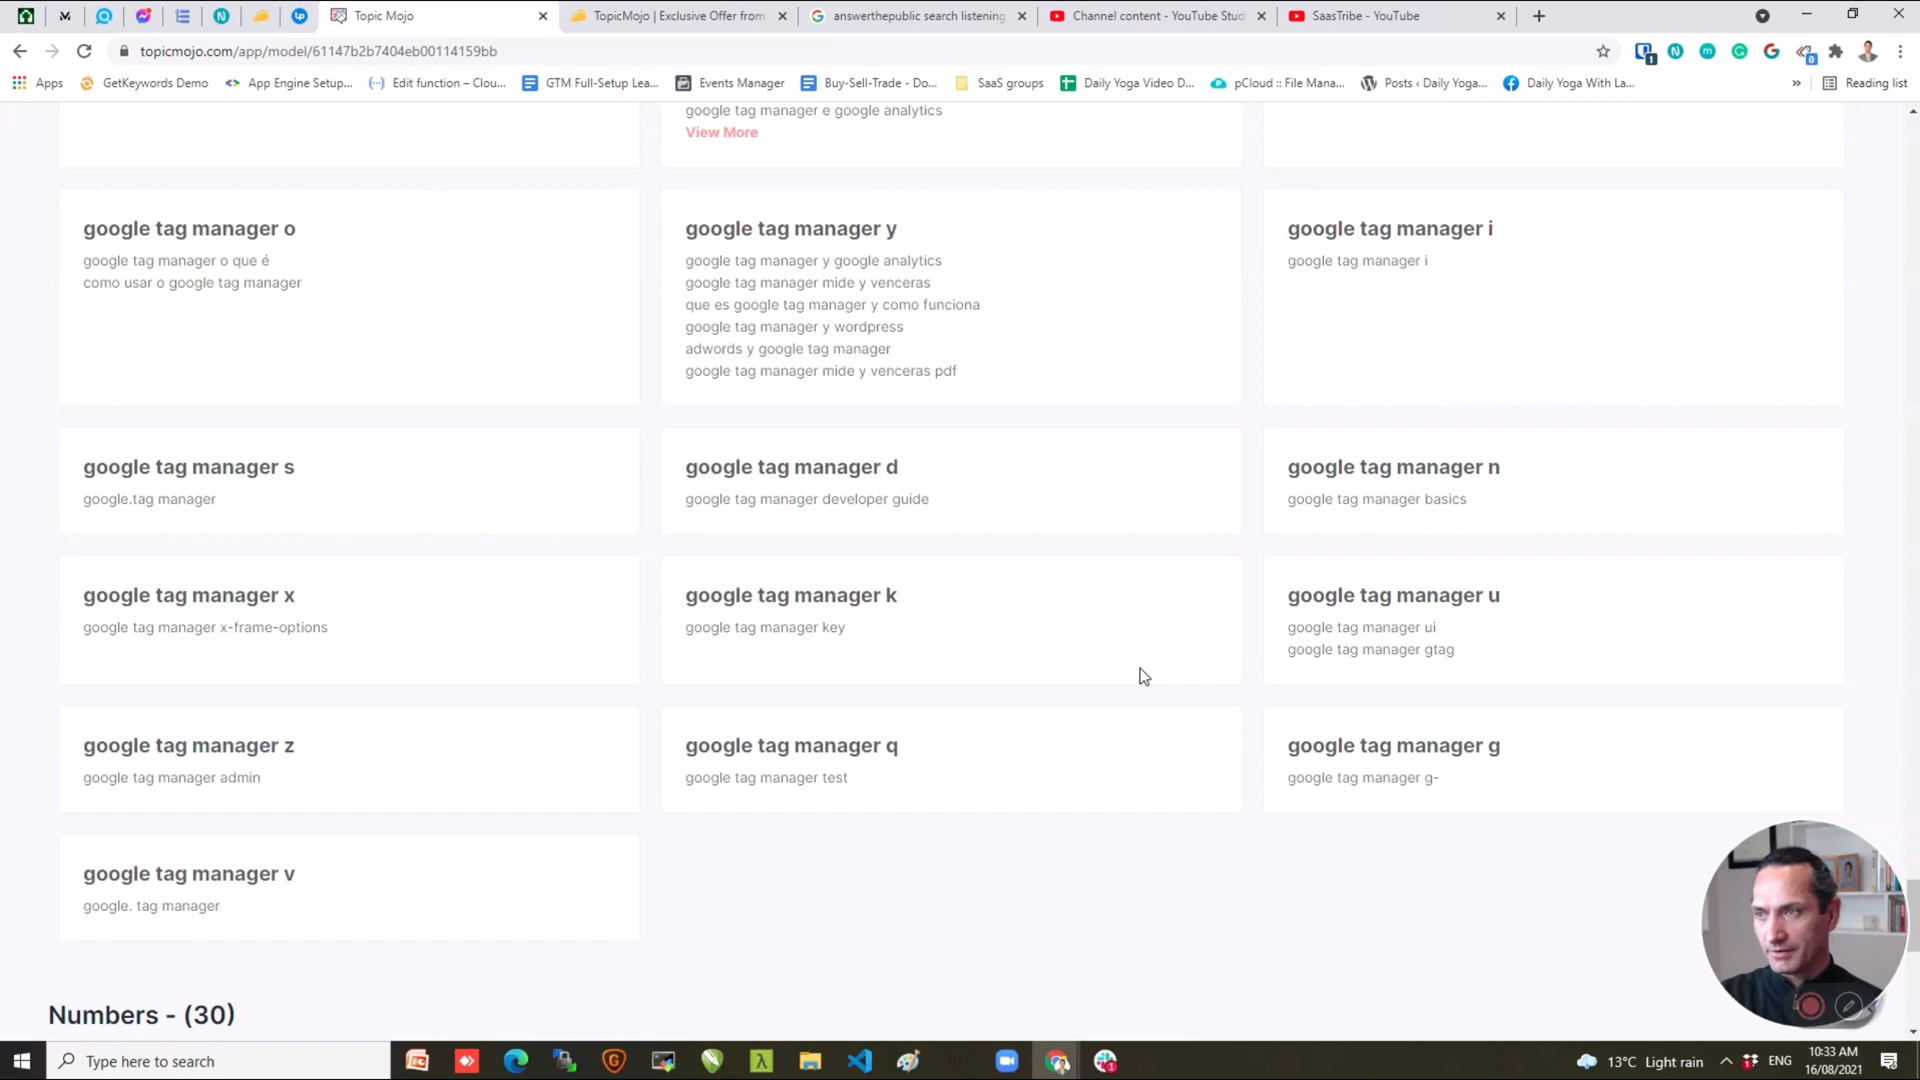 Topic Mojo
TopicMojo | Exclusive Offer from
answerthepublic search listening
Channel content - YouTube Stud
SaasTribe - YouTube
topicmojo.com/app/model/61147b2b7404eb00114159bb
Apps
GetKeywords Demo
App Engine Setup...
Edit function – Clou...
GTM Full-Setup Lea...
Events Manager
Buy-Sell-Trade - Do...
SaaS groups
Daily Yoga Video D...
pCloud :: File Mana...
Posts ‹ Daily Yoga...
Daily Yoga With La...
»
Reading list
google tag manager e google analytics
View More
google tag manager o
google tag manager o que é
como usar o google tag manager
google tag manager y
google tag manager y google analytics
google tag manager mide y venceras
que es google tag manager y como funciona
google tag manager y wordpress
adwords y google tag manager
google tag manager mide y venceras pdf
google tag manager i
google tag manager i
google tag manager s
google.tag manager
google tag manager d
google tag manager developer guide
google tag manager n
google tag manager basics
google tag manager x
google tag manager x-frame-options
google tag manager k
google tag manager key
google tag manager u
google tag manager ui
google tag manager gtag
google tag manager z
google tag manager admin
google tag manager q
google tag manager test
google tag manager g
google tag manager g-
google tag manager v
google. tag manager
Numbers - (30)
Type here to search
13°C Light rain
ENG
10:33 AM
16/08/2021